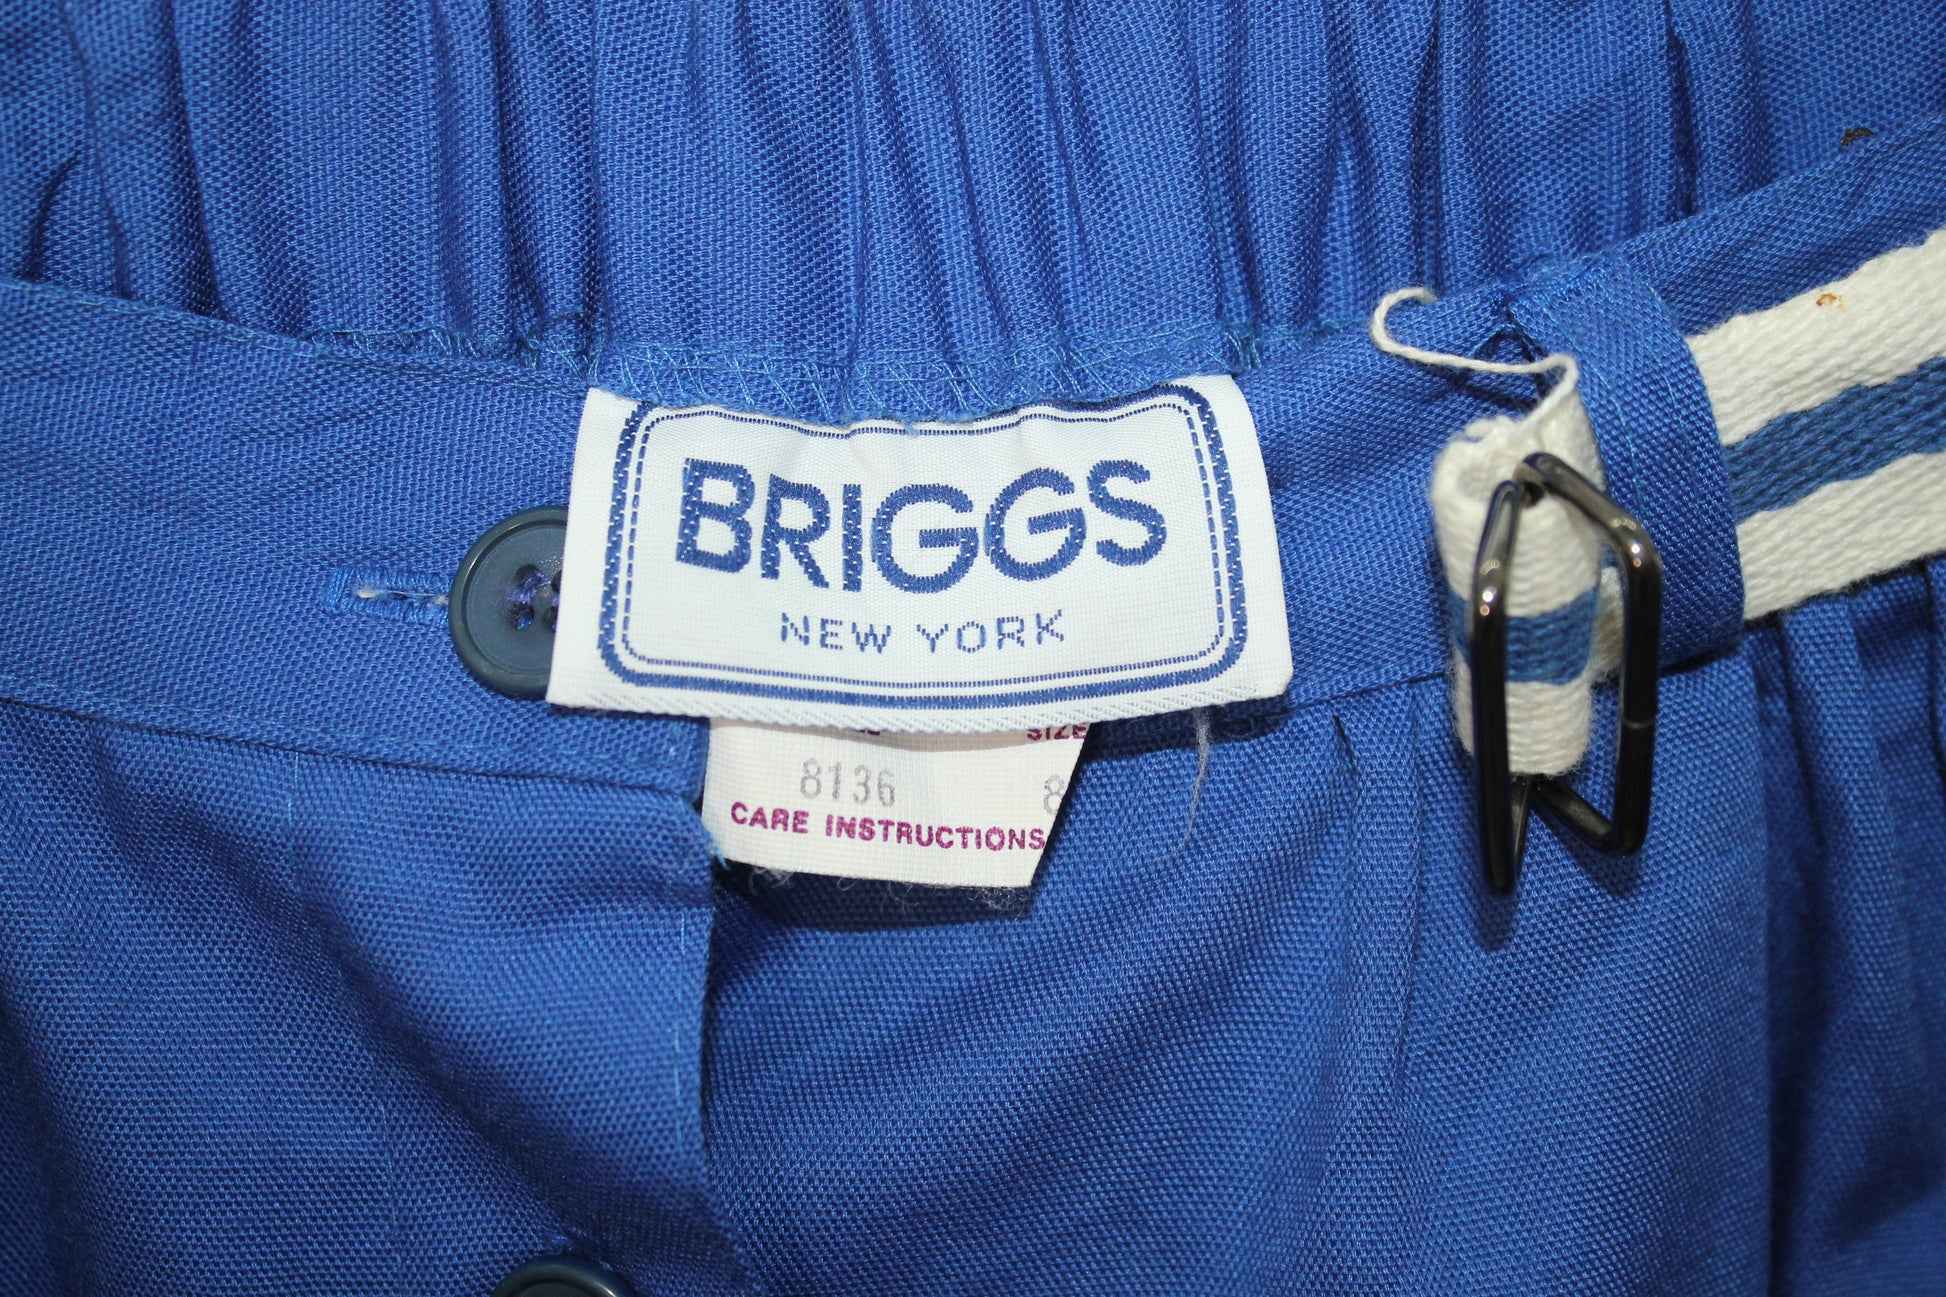 BRIGGS
NEW YORK
SIZE
8136 8
CARE INSTRUCTIONS